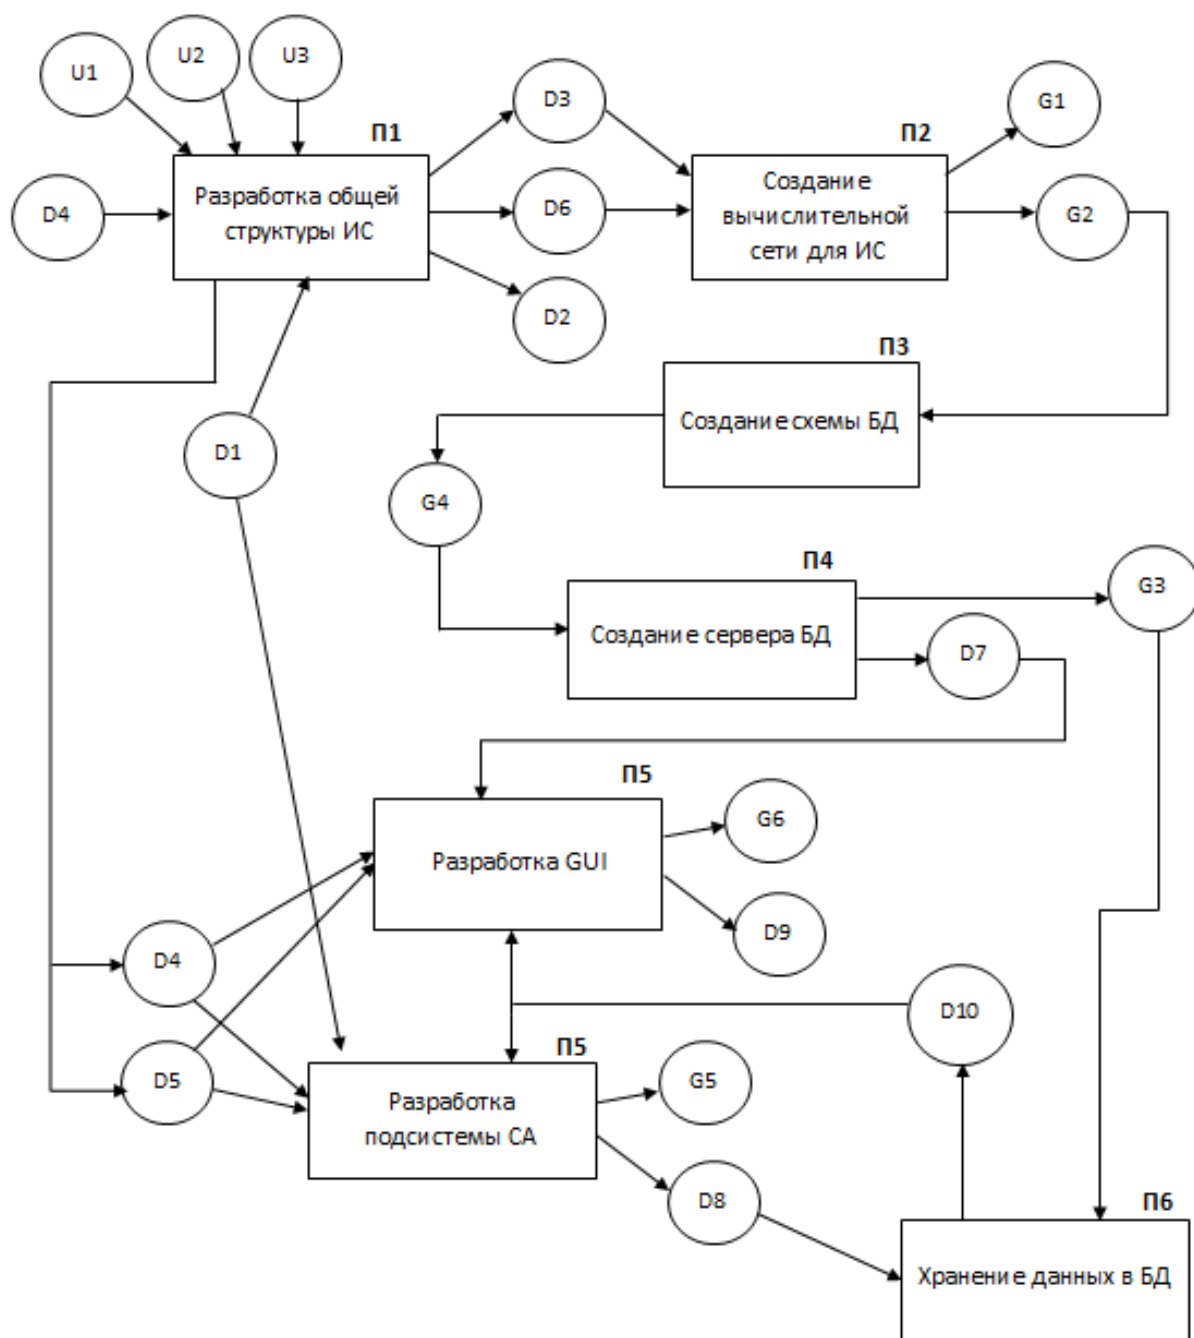 U1
U2
U3
D3
G1
П1
П2
D4
Разработка общей
структуры ИС
D6
Создание
вычислительной
сети для ИС
G2
D2
П3
D1
Создание схемы БД
G4
П4
G3
Создание сервера БД
D7
П5
G6
Разработка GUI
D9
D4
D10
П5
D5
G5
Разработка
подсистемы СА
D8
П6
Хранение данных в БД